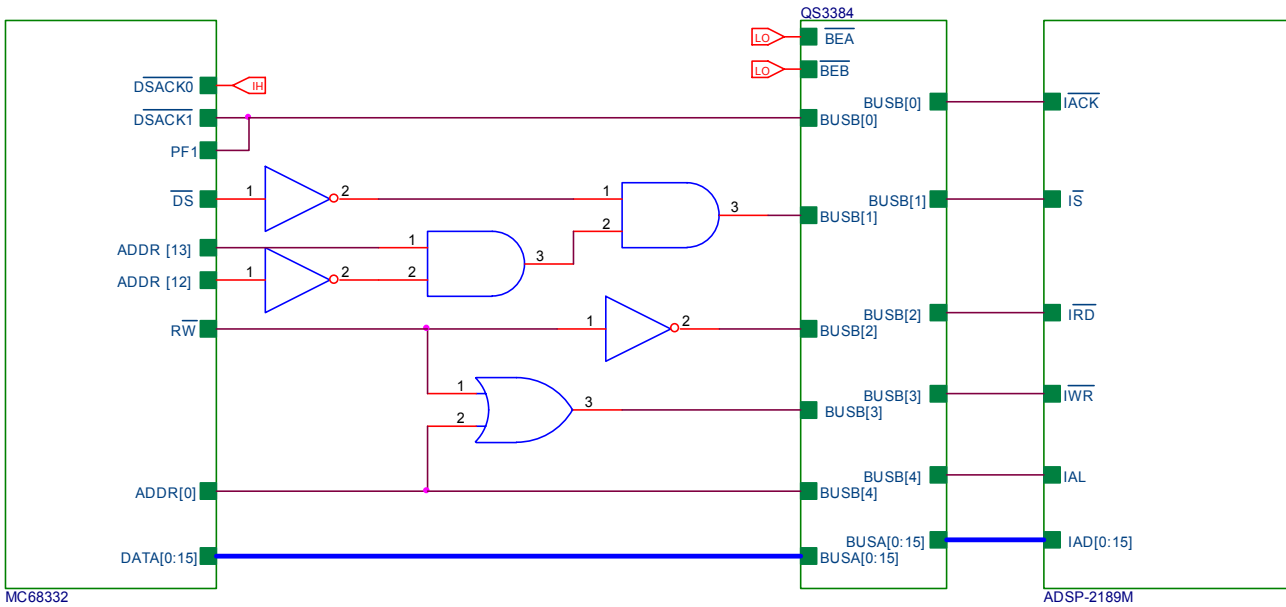 QS3384
LO BEA
LO BEB
DSACK0 IH
BUSB[0] IACK
DSACK1 BUSB[0]
PF1
DS 1 2 1 3 BUSB[1] IS
2 BUSB[1]
ADDR [13] 1 3
ADDR [12] 1 2 2
RW 1 2 BUSB[2] IRD
BUSB[2]
1 3 BUSB[3] IWR
2 BUSB[3]
BUSB[4] IAL
ADDR[0] BUSB[4]
BUSA[0:15] IAD[0:15]
DATA[0:15] BUSA[0:15]
MC68332 ADSP-2189M